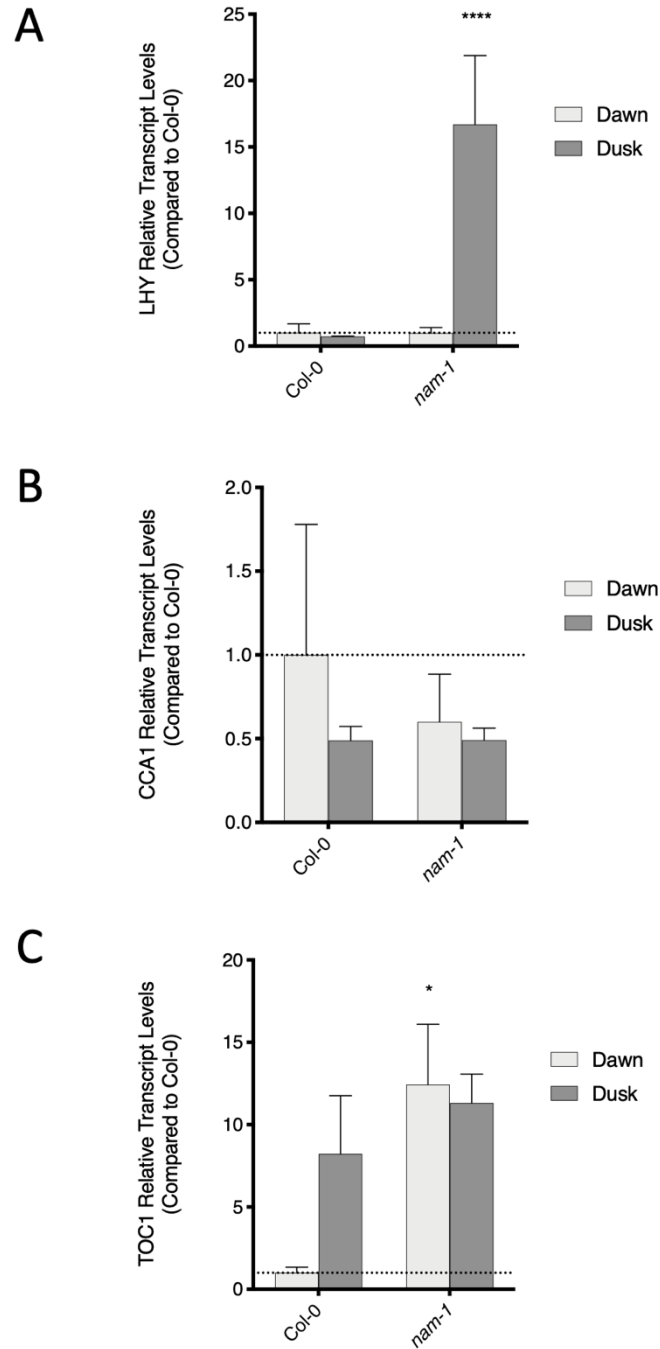 A
LHY Relative Transcript Levels
(Compared to Col-0)
25
20
15
10
5
0
****
Dawn
Dusk
Col-0
nam-1
B
CCA1 Relative Transcript Levels
(Compared to Col-0)
2.0
1.5
1.0
0.5
0.0
Dawn
Dusk
Col-0
nam-1
C
TOC1 Relative Transcript Levels
(Compared to Col-0)
20
15
10
5
0
*
Dawn
Dusk
Col-0
nam-1